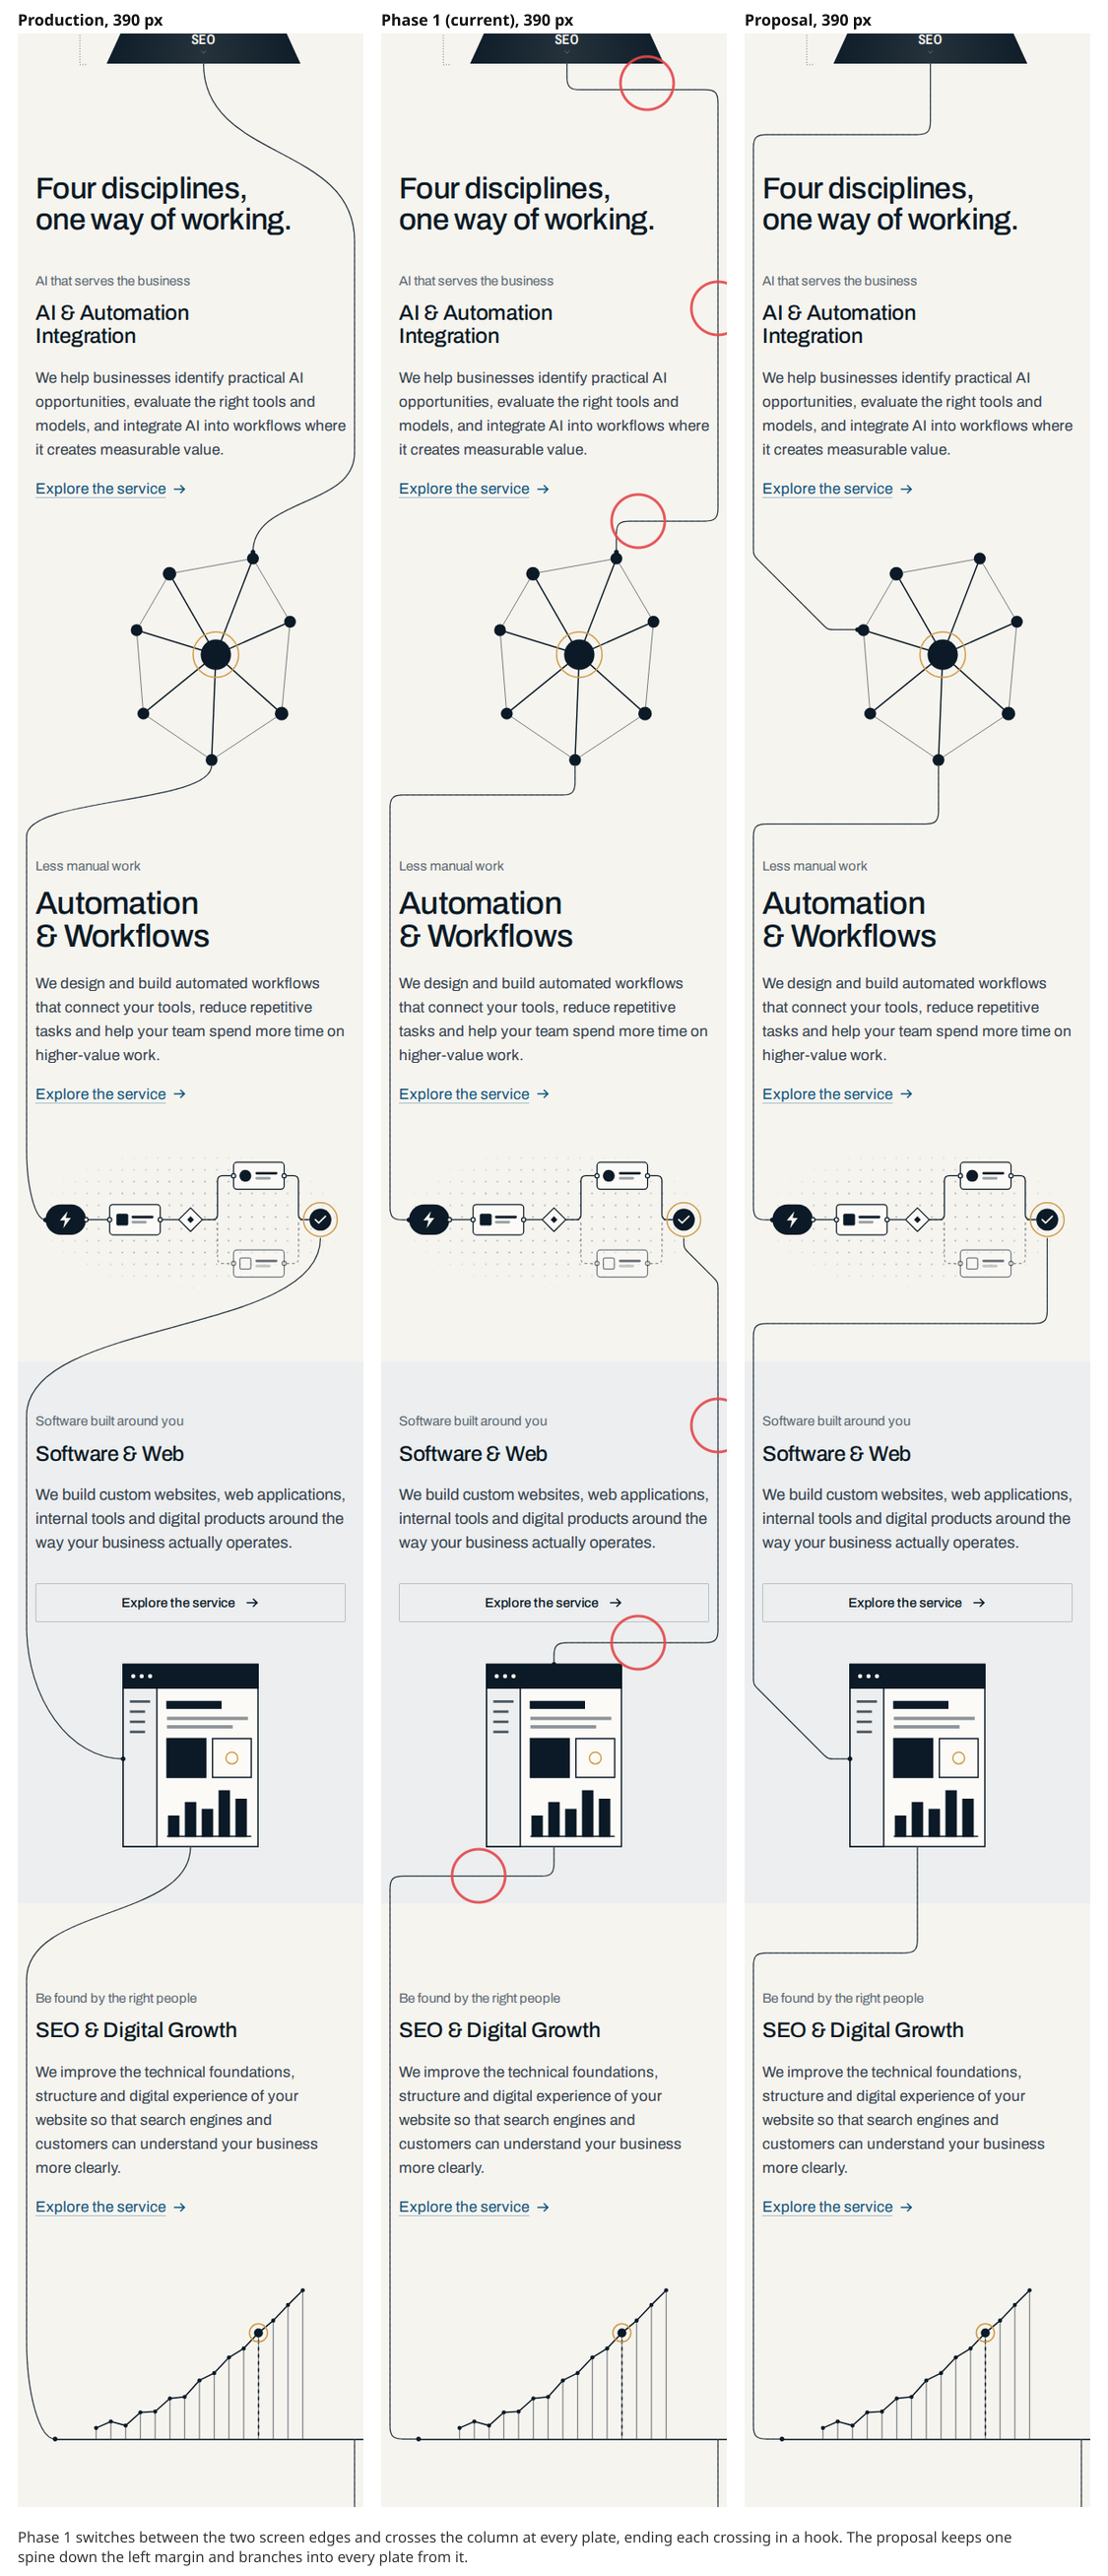 Production, 390 px
SEO
Four disciplines,
one way of working.
AI that serves the business
AI & Automation
Integration
We help businesses identify practical AI
opportunities, evaluate the right tools and
models, and integrate AI into workflows where
it creates measurable value.
Explore the service →
Less manual work
Automation
& Workflows
We design and build automated workflows
that connect your tools, reduce repetitive
tasks and help your team spend more time on
higher-value work.
Explore the service →
Software built around you
Software & Web
We build custom websites, web applications,
internal tools and digital products around the
way your business actually operates.
Explore the service →
Be found by the right people
SEO & Digital Growth
We improve the technical foundations,
structure and digital experience of your
website so that search engines and
customers can understand your business
more clearly.
Explore the service →
Phase 1 (current), 390 px
SEO
Four disciplines,
one way of working.
AI that serves the business
AI & Automation
Integration
We help businesses identify practical AI
opportunities, evaluate the right tools and
models, and integrate AI into workflows where
it creates measurable value.
Explore the service →
Less manual work
Automation
& Workflows
We design and build automated workflows
that connect your tools, reduce repetitive
tasks and help your team spend more time on
higher-value work.
Explore the service →
Software built around you
Software & Web
We build custom websites, web applications,
internal tools and digital products around the
way your business actually operates.
Explore the service →
Be found by the right people
SEO & Digital Growth
We improve the technical foundations,
structure and digital experience of your
website so that search engines and
customers can understand your business
more clearly.
Explore the service →
Proposal, 390 px
SEO
Four disciplines,
one way of working.
AI that serves the business
AI & Automation
Integration
We help businesses identify practical AI
opportunities, evaluate the right tools and
models, and integrate AI into workflows where
it creates measurable value.
Explore the service →
Less manual work
Automation
& Workflows
We design and build automated workflows
that connect your tools, reduce repetitive
tasks and help your team spend more time on
higher-value work.
Explore the service →
Software built around you
Software & Web
We build custom websites, web applications,
internal tools and digital products around the
way your business actually operates.
Explore the service →
Be found by the right people
SEO & Digital Growth
We improve the technical foundations,
structure and digital experience of your
website so that search engines and
customers can understand your business
more clearly.
Explore the service →
Phase 1 switches between the two screen edges and crosses the column at every plate, ending each crossing in a hook. The proposal keeps one
spine down the left margin and branches into every plate from it.